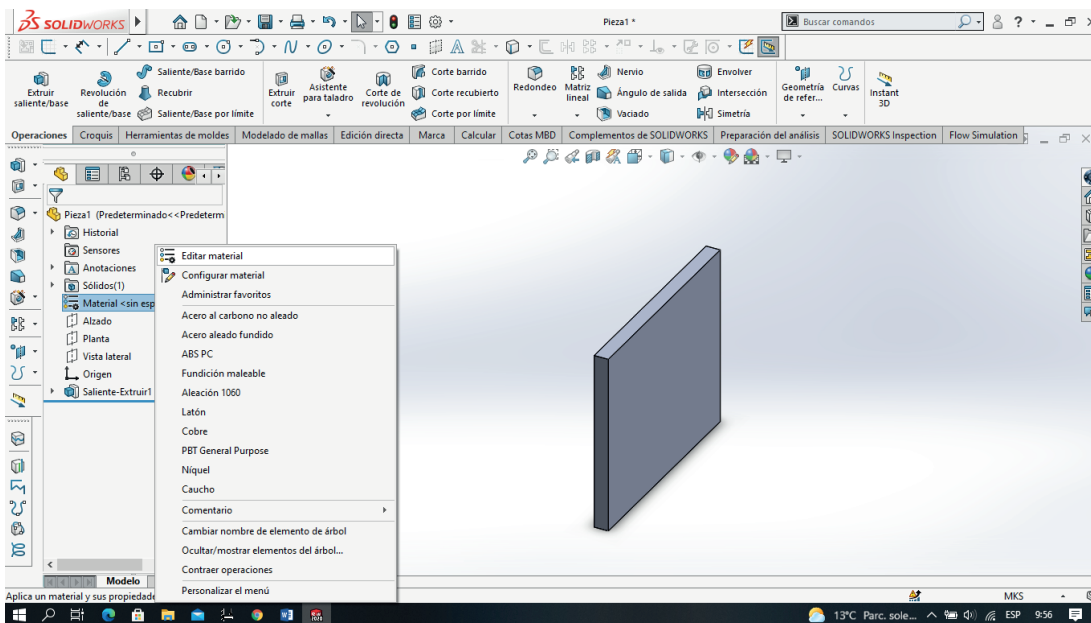 SOLIDWORKS
Pieza1 *
Buscar comandos
Extruir saliente/base
Revolución de saliente/base
Saliente/Base barrido
Recubrir
Saliente/Base por límite
Extruir corte
Asistente para taladro
Corte de revolución
Corte barrido
Corte recubierto
Corte por límite
Redondeo
Matriz lineal
Nervio
Ángulo de salida
Vaciado
Envolver
Intersección
Simetría
Geometría de refer...
Curvas
Instant 3D
Operaciones Croquis Herramientas de moldes Modelado de mallas Edición directa Marca Calcular Cotas MBD Complementos de SOLIDWORKS Preparación del análisis SOLIDWORKS Inspection Flow Simulation
Pieza1 (Predeterminado<<Predeterm
Historial
Sensores
Anotaciones
Sólidos(1)
Material <sin esp
Alzado
Planta
Vista lateral
Origen
Saliente-Extruir1
Editar material
Configurar material
Administrar favoritos
Acero al carbono no aleado
Acero aleado fundido
ABS PC
Fundición maleable
Aleación 1060
Latón
Cobre
PBT General Purpose
Níquel
Caucho
Comentario
Cambiar nombre de elemento de árbol
Ocultar/mostrar elementos del árbol...
Contraer operaciones
Personalizar el menú
Modelo
Aplica un material y sus propiedade
MKS
13°C Parc. sole... ESP 9:56